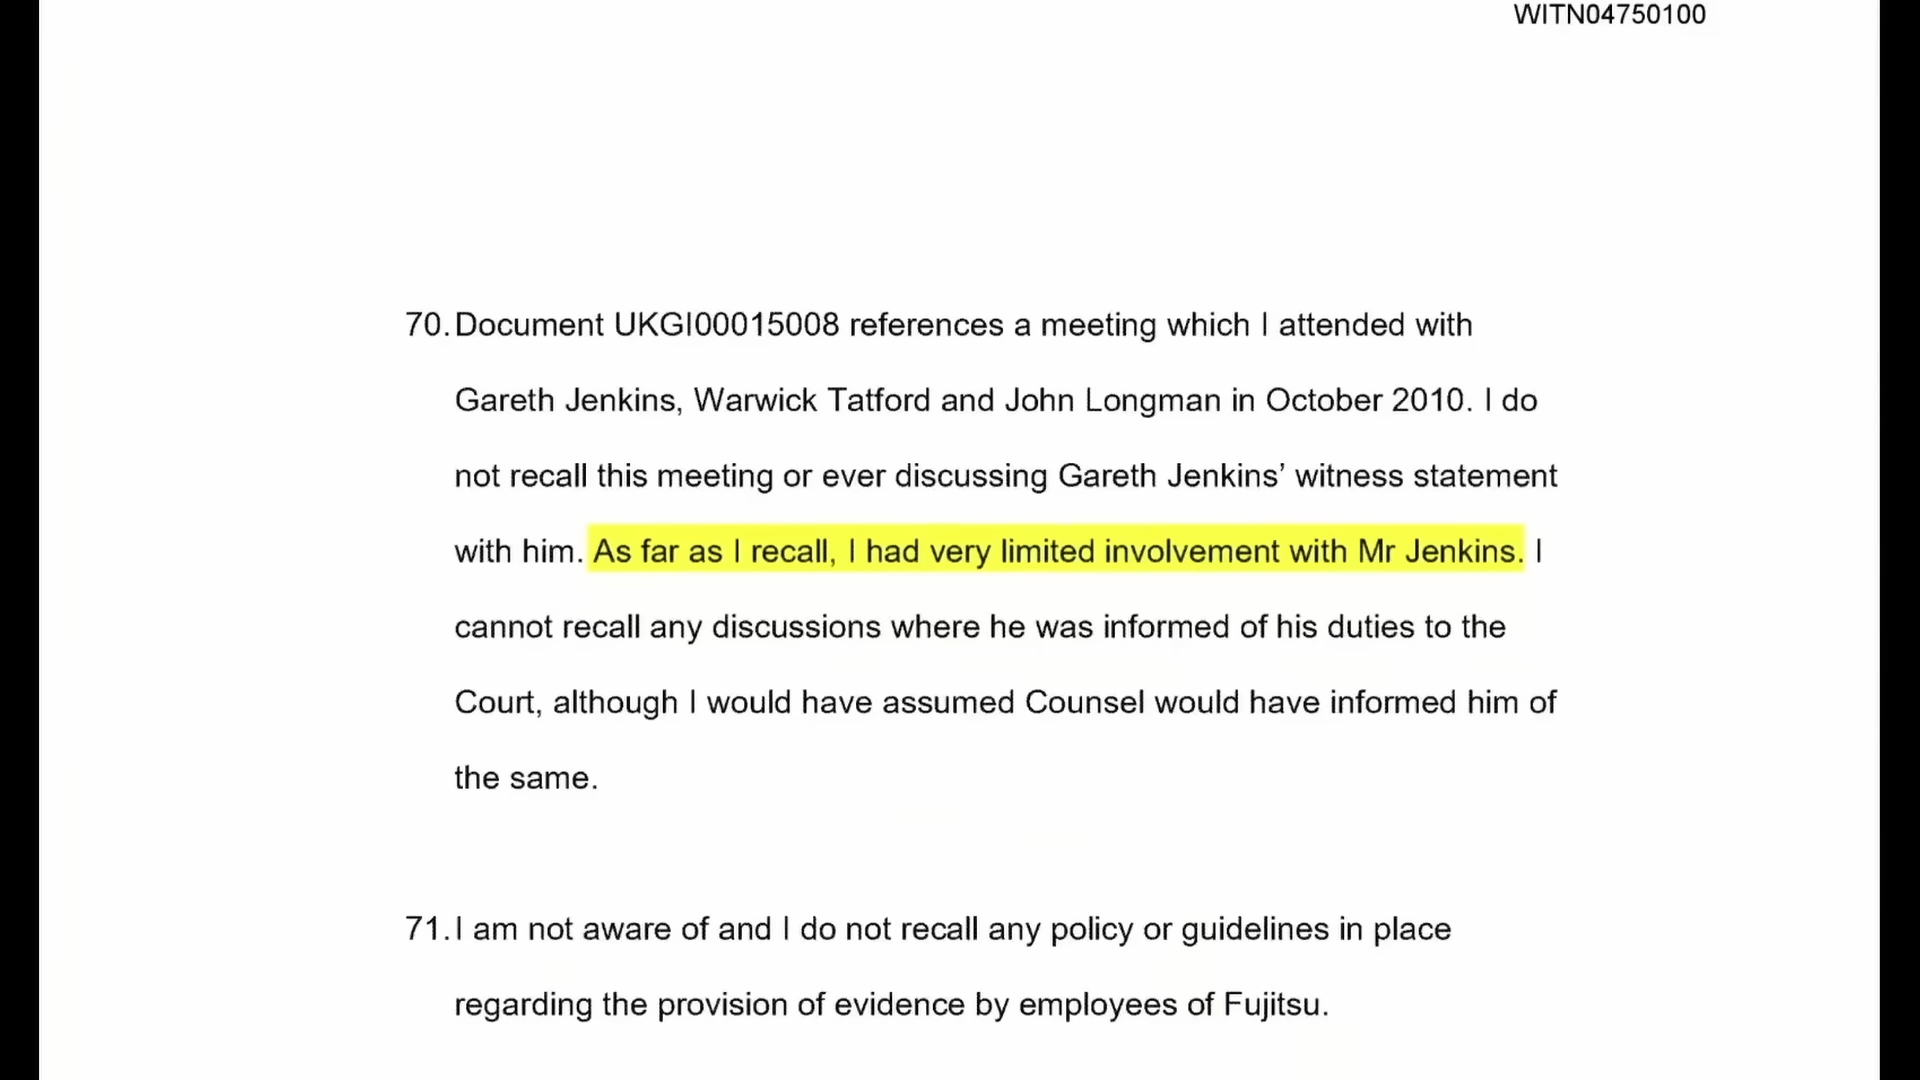 WITN04750100
70. Document UKGI00015008 references a meeting which I attended with
Gareth Jenkins, Warwick Tatford and John Longman in October 2010. I do
not recall this meeting or ever discussing Gareth Jenkins’ witness statement
with him. As far as I recall, I had very limited involvement with Mr Jenkins. I
cannot recall any discussions where he was informed of his duties to the
Court, although I would have assumed Counsel would have informed him of
the same.
71. I am not aware of and I do not recall any policy or guidelines in place
regarding the provision of evidence by employees of Fujitsu.